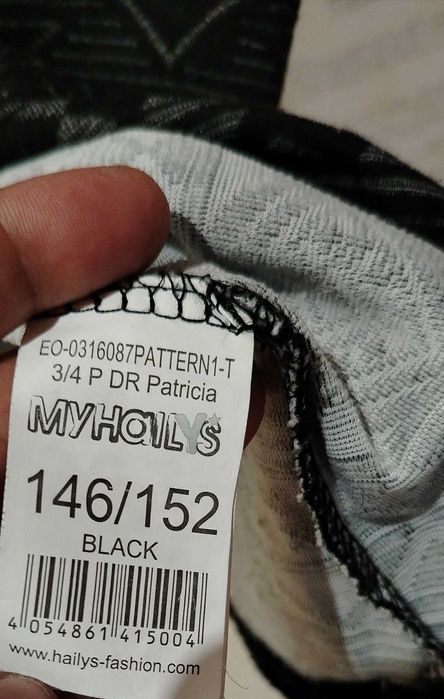 EO-0316087PATTERN1-T
3/4 P DR Patricia
MYHAILYS
146/152
BLACK
4 054861 415004
www.hailys-fashion.com